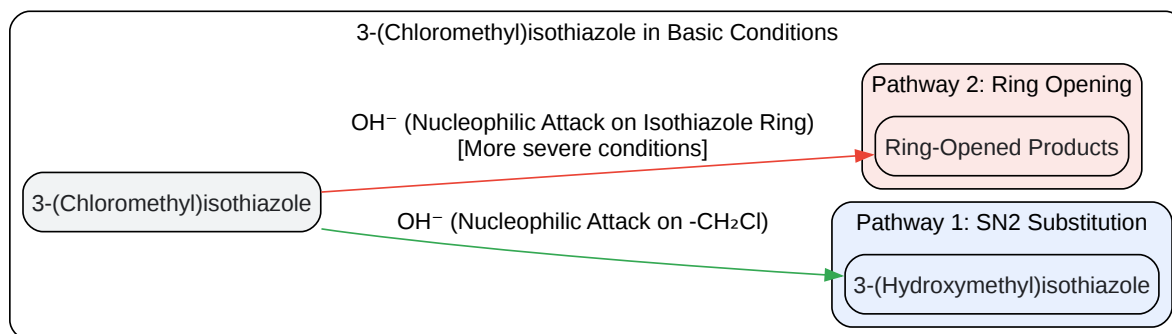 3-(Chloromethyl)isothiazole in Basic Conditions
Pathway 2: Ring Opening
OH⁻ (Nucleophilic Attack on Isothiazole Ring)
[More severe conditions]
Ring-Opened Products
3-(Chloromethyl)isothiazole
OH⁻ (Nucleophilic Attack on -CH₂Cl)
Pathway 1: SN2 Substitution
3-(Hydroxymethyl)isothiazole